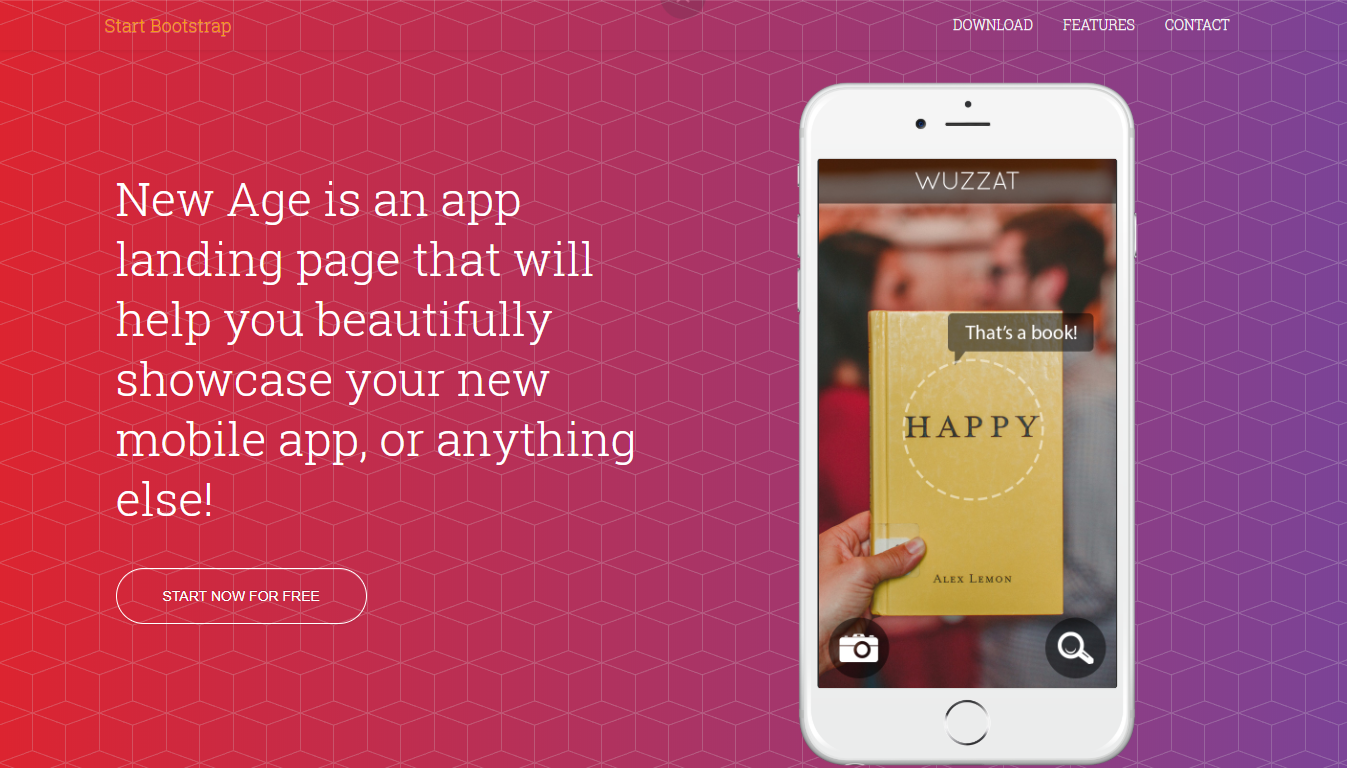 Start Bootstrap
DOWNLOAD FEATURES CONTACT
New Age is an app
landing page that will
help you beautifully
showcase your new
mobile app, or anything
else!
START NOW FOR FREE
WUZZAT
That's a book!
HAPPY
ALEX LEMON